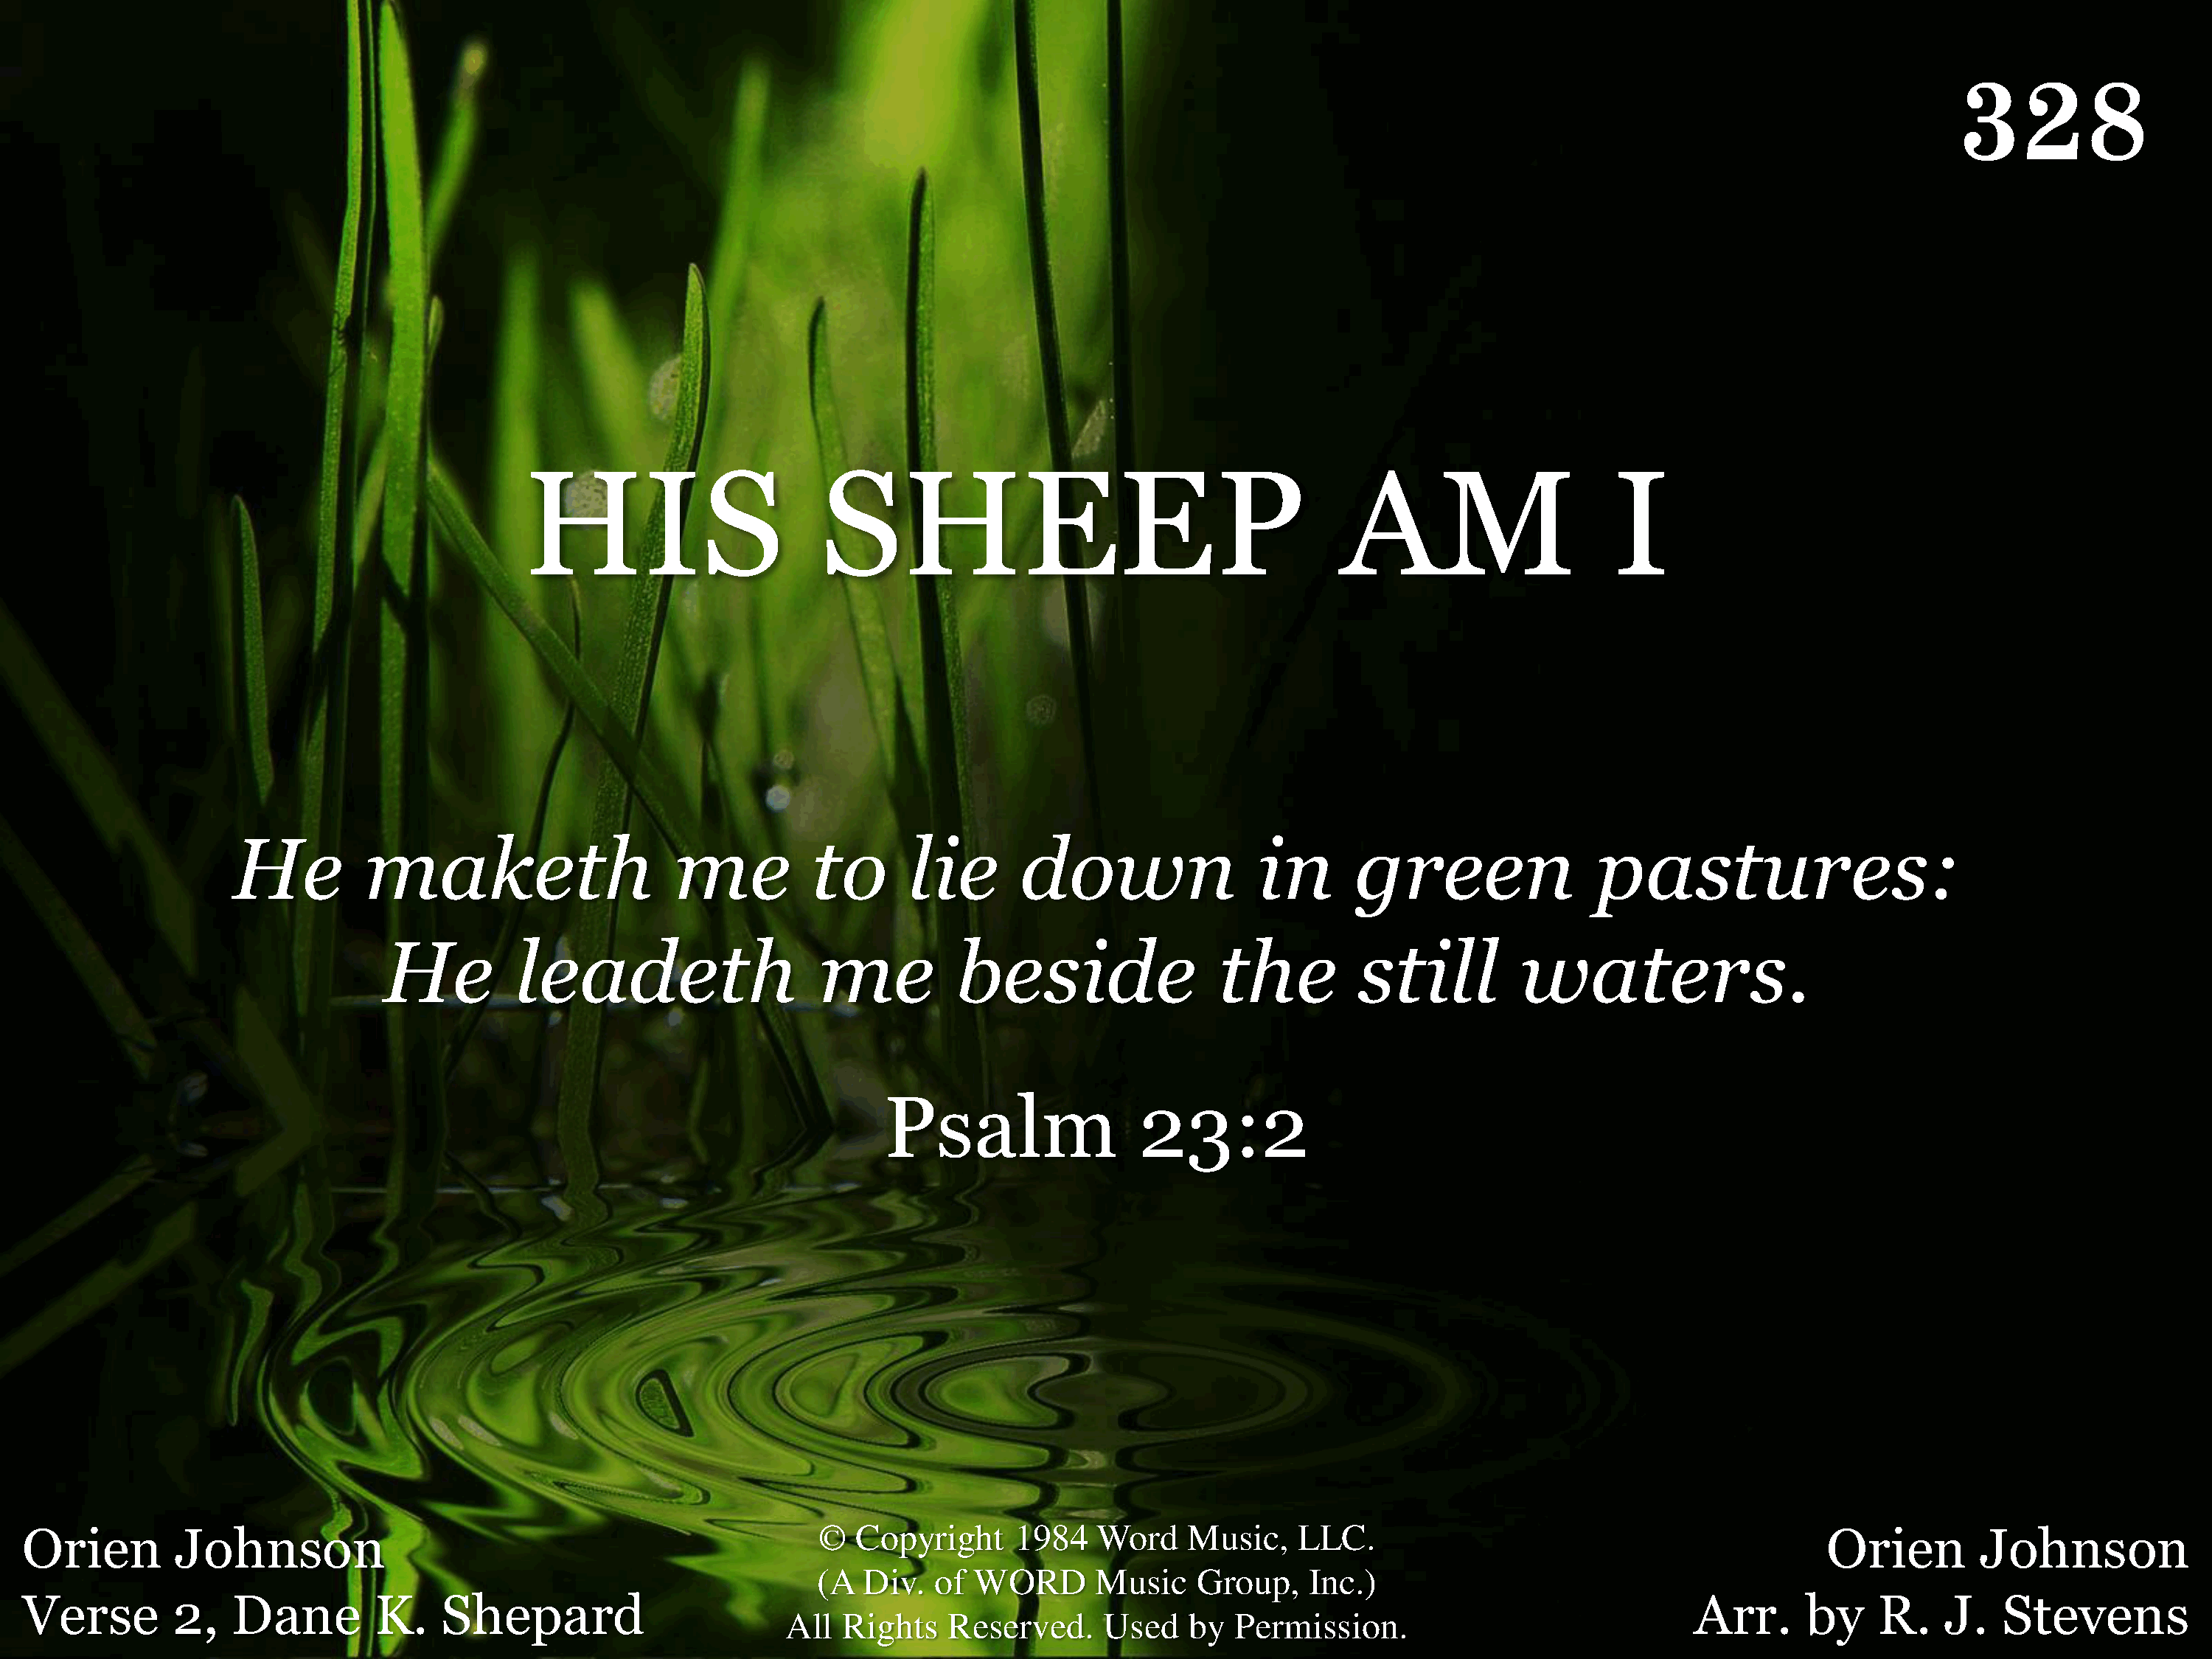 328
HIS SHEEP AM I
He maketh me to lie down in green pastures:
He leadeth me beside the still waters.
Psalm 23:2
Orien Johnson
Verse 2, Dane K. Shepard
© Copyright 1984 Word Music, LLC.
(A Div. of WORD Music Group, Inc.)
All Rights Reserved. Used by Permission.
Orien Johnson
Arr. by R. J. Stevens